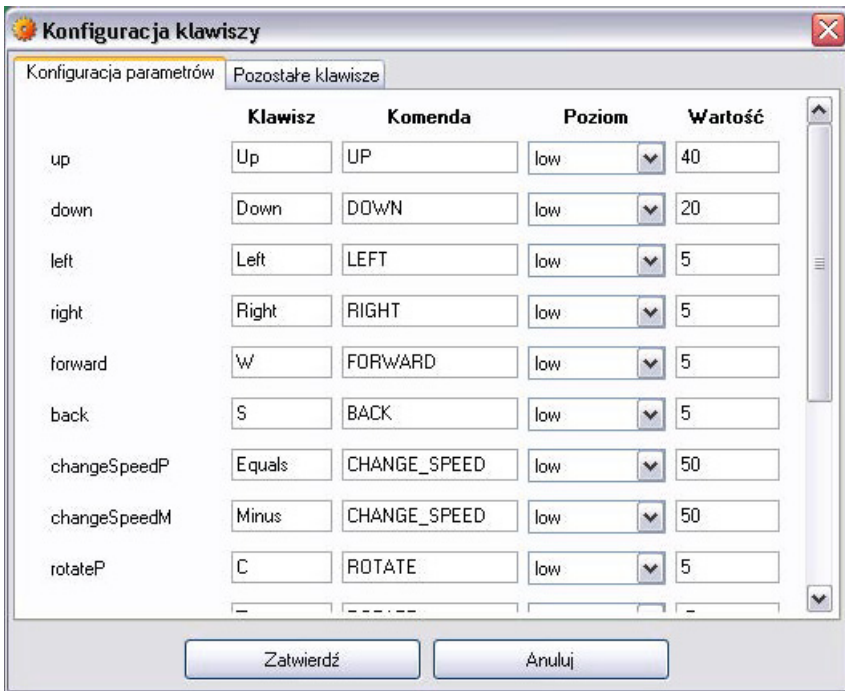 Konfiguracja klawiszy
Konfiguracja parametrów Pozostałe klawisze
Klawisz Komenda Poziom Wartość
up Up UP low 40
down Down DOWN low 20
left Left LEFT low 5
right Right RIGHT low 5
forward W FORWARD low 5
back S BACK low 5
changeSpeedP Equals CHANGE_SPEED low 50
changeSpeedM Minus CHANGE_SPEED low 50
rotateP C ROTATE low 5
Zatwierdź Anuluj